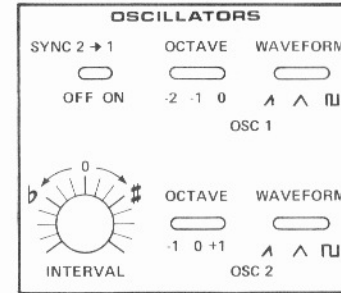 OSCILLATORS
SYNC 2 → 1 OCTAVE WAVEFORM
OFF ON -2 -1 0
OSC 1
♭ 0 ♯
OCTAVE WAVEFORM
-1 0 +1
INTERVAL OSC 2